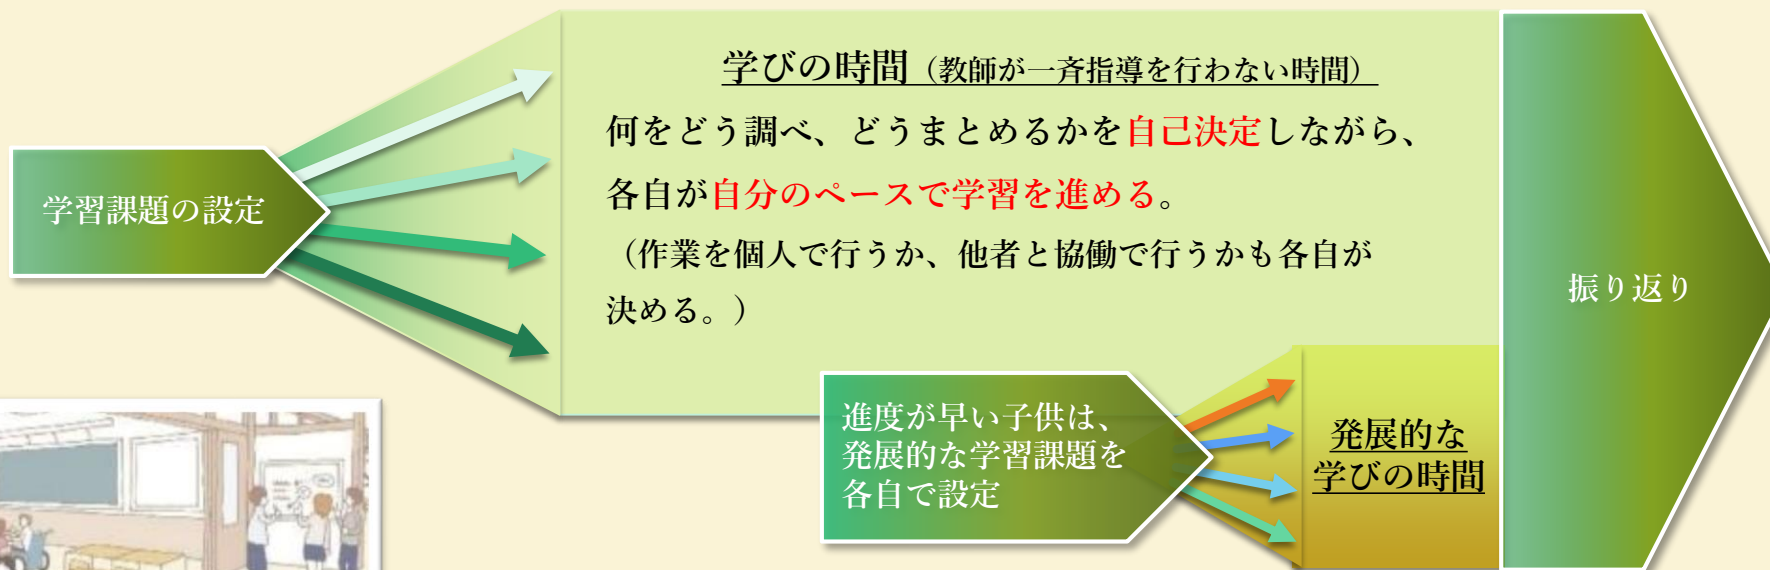 学習課題の設定
学びの時間（教師が一斉指導を行わない時間）
何をどう調べ、どうまとめるかを自己決定しながら、
各自が自分のペースで学習を進める。
（作業を個人で行うか、他者と協働で行うかも各自が
決める。）
進度が早い子供は、
発展的な学習課題を
各自で設定
発展的な
学びの時間
振り返り